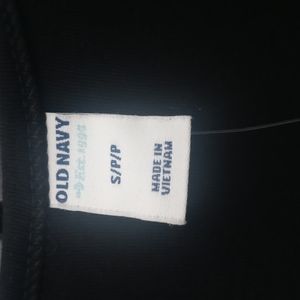 OLD NAVY
Est. 1994
S/P/P
MADE IN
VIETNAM